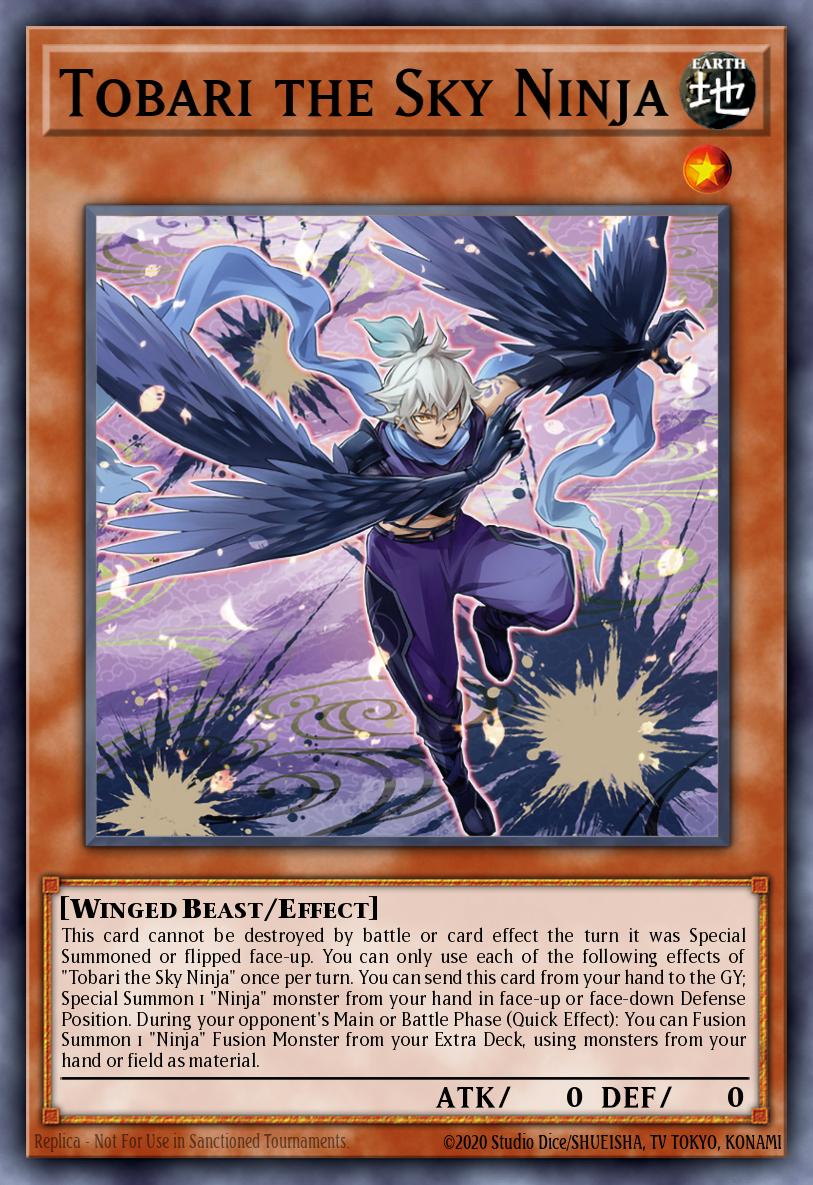 Tobari the Sky Ninja
EARTH
地
[Winged Beast/Effect]
This card cannot be destroyed by battle or card effect the turn it was Special
Summoned or flipped face-up. You can only use each of the following effects of
"Tobari the Sky Ninja" once per turn. You can send this card from your hand to the GY;
Special Summon 1 "Ninja" monster from your hand in face-up or face-down Defense
Position. During your opponent's Main or Battle Phase (Quick Effect): You can Fusion
Summon 1 "Ninja" Fusion Monster from your Extra Deck, using monsters from your
hand or field as material.
ATK/ 0 DEF/ 0
Replica - Not For Use in Sanctioned Tournaments.
©2020 Studio Dice/SHUEISHA, TV TOKYO, KONAMI